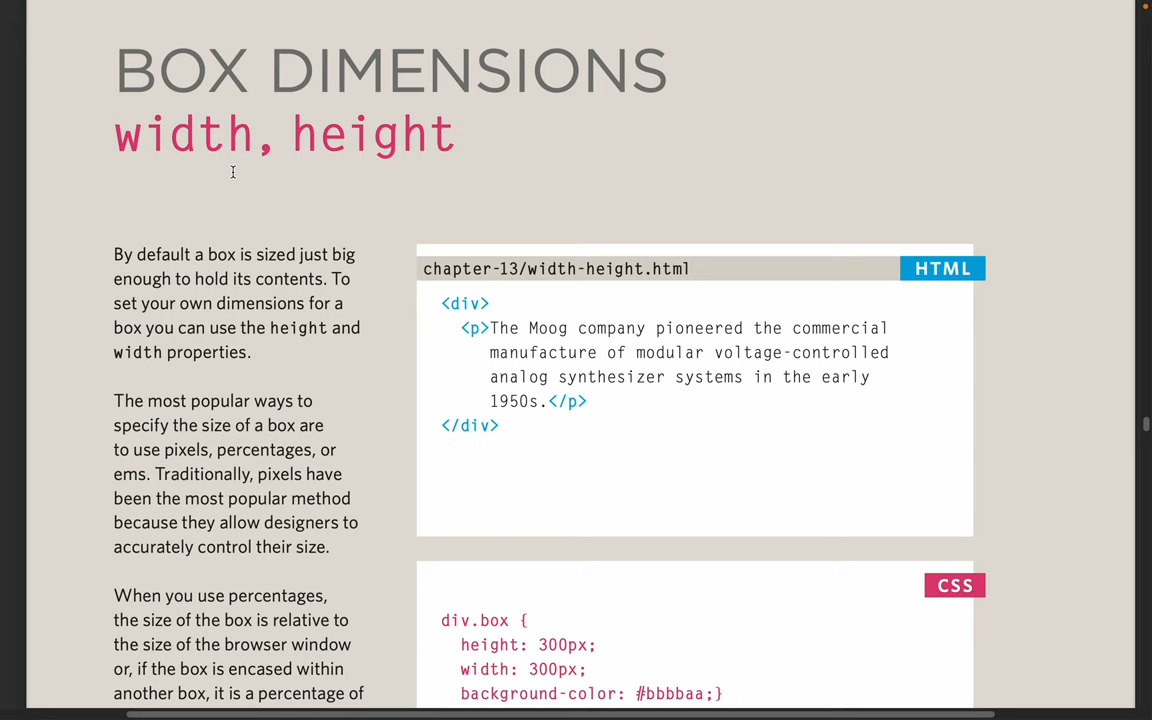 BOX DIMENSIONS
width, height
By default a box is sized just big
enough to hold its contents. To
set your own dimensions for a
box you can use the height and
width properties.
The most popular ways to
specify the size of a box are
to use pixels, percentages, or
ems. Traditionally, pixels have
been the most popular method
because they allow designers to
accurately control their size.
When you use percentages,
the size of the box is relative to
the size of the browser window
or, if the box is encased within
another box, it is a percentage of
chapter-13/width-height.html
HTML
<div>
<p>The Moog company pioneered the commercial
manufacture of modular voltage-controlled
analog synthesizer systems in the early
1950s.</p>
</div>
CSS
div.box {
height: 300px;
width: 300px;
background-color: #bbbbaa;}